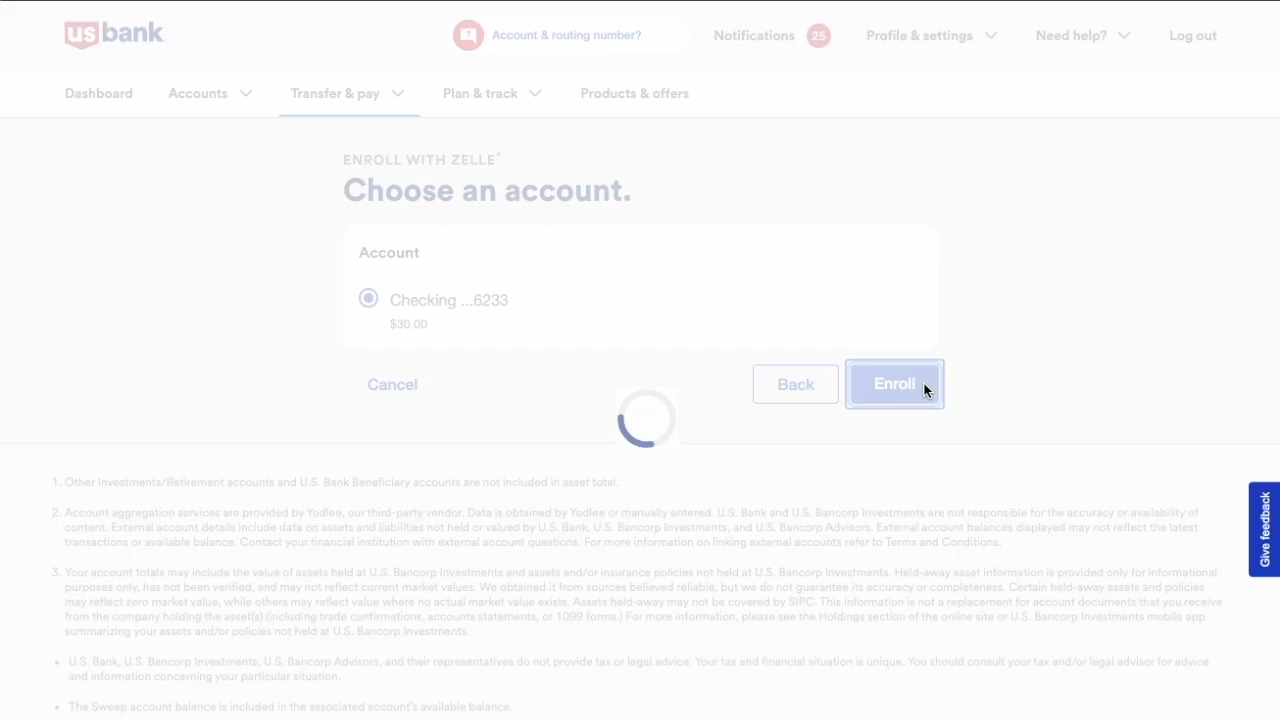 usbank
Account & routing number?
Notifications 25
Profile & settings
Need help?
Log out
Dashboard
Accounts
Transfer & pay
Plan & track
Products & offers
ENROLL WITH ZELLE®
Choose an account.
Account
Checking ...6233
$30.00
Cancel
Back
Enroll
Give feedback
1. Other Investments/Retirement accounts and U.S. Bank Beneficiary accounts are not included in asset total.
2. Account aggregation services are provided by Yodlee, our third-party vendor. Data is obtained by Yodlee or manually entered. U.S. Bank and U.S. Bancorp Investments are not responsible for the accuracy or availability of
content. External account details include data on assets and liabilities not held or valued by U.S. Bank, U.S. Bancorp Investments, and U.S. Bancorp Advisors. External account balances displayed may not reflect the latest
transactions or available balance. Contact your financial institution with external account questions. For more information on linking external accounts refer to Terms and Conditions.
3. Your account totals may include the value of assets held at U.S. Bancorp Investments and assets and/or insurance policies not held at U.S. Bancorp Investments. Held-away asset information is provided only for informational
purposes only, has not been verified, and may not reflect current market values. We obtained it from sources believed reliable, but we do not guarantee its accuracy or completeness. Certain held-away assets and policies
may reflect zero market value, while others may reflect value where no actual market value exists. Assets held-away may not be covered by SIPC. This information is not a replacement for account documents that you receive
from the company holding the asset(s) (including trade confirmations, accounts statements, or 1099 forms.) For more information, please see the Holdings section of the online site or U.S. Bancorp Investments mobile app
summarizing your assets and/or policies not held at U.S. Bancorp Investments.
• U.S. Bank, U.S. Bancorp Investments, U.S. Bancorp Advisors, and their representatives do not provide tax or legal advice. Your tax and financial situation is unique. You should consult your tax and/or legal advisor for advice
and information concerning your particular situation.
• The Sweep account balance is included in the associated account's available balance.